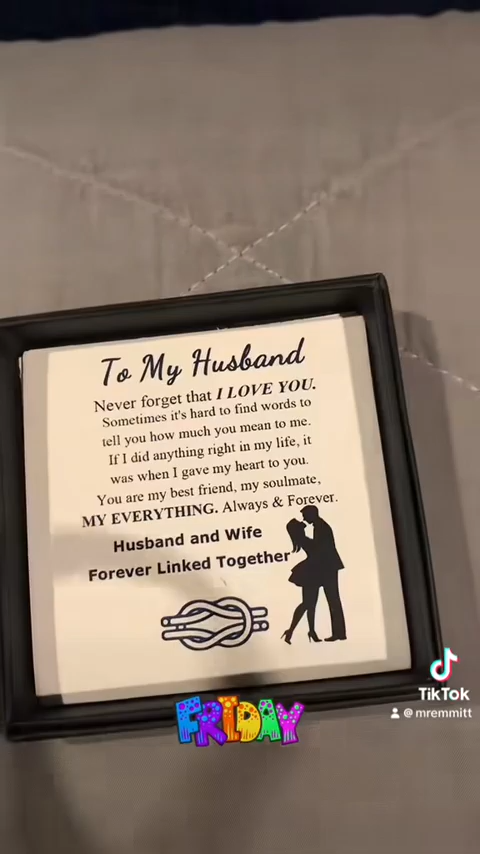 To My Husband
Never forget that I LOVE YOU.
Sometimes it's hard to find words to
tell you how much you mean to me.
If I did anything right in my life, it
was when I gave my heart to you.
You are my best friend, my soulmate,
MY EVERYTHING. Always & Forever.
Husband and Wife
Forever Linked Together
TikTok
@mremmitt
FRIDAY